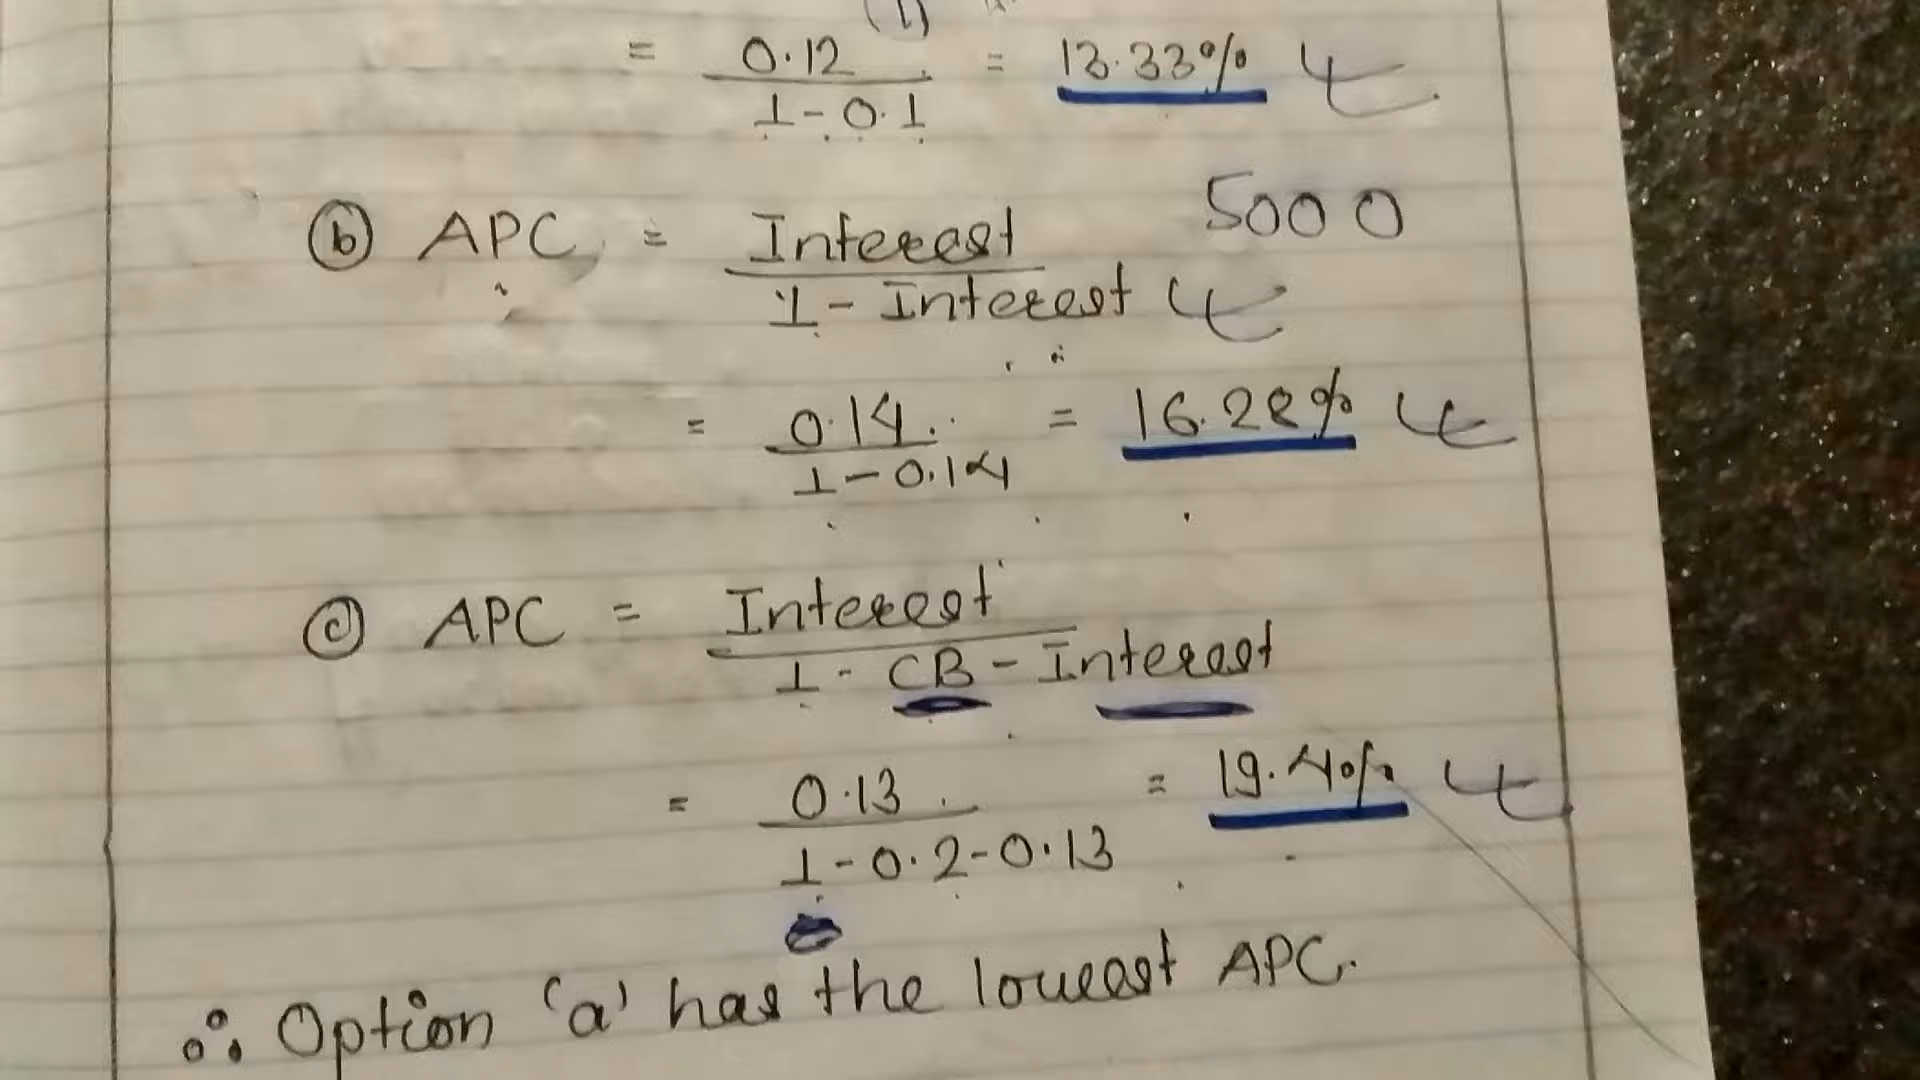 = 0.12 / 1-0.1 = 13.33%
ⓑ APC = Interest / 1-Interest
5000
= 0.14 / 1-0.14 = 16.28%
ⓒ APC = Interest / 1-CB-Interest
= 0.13 / 1-0.2-0.13 = 19.4%
∴ Option 'a' has the lowest APC.